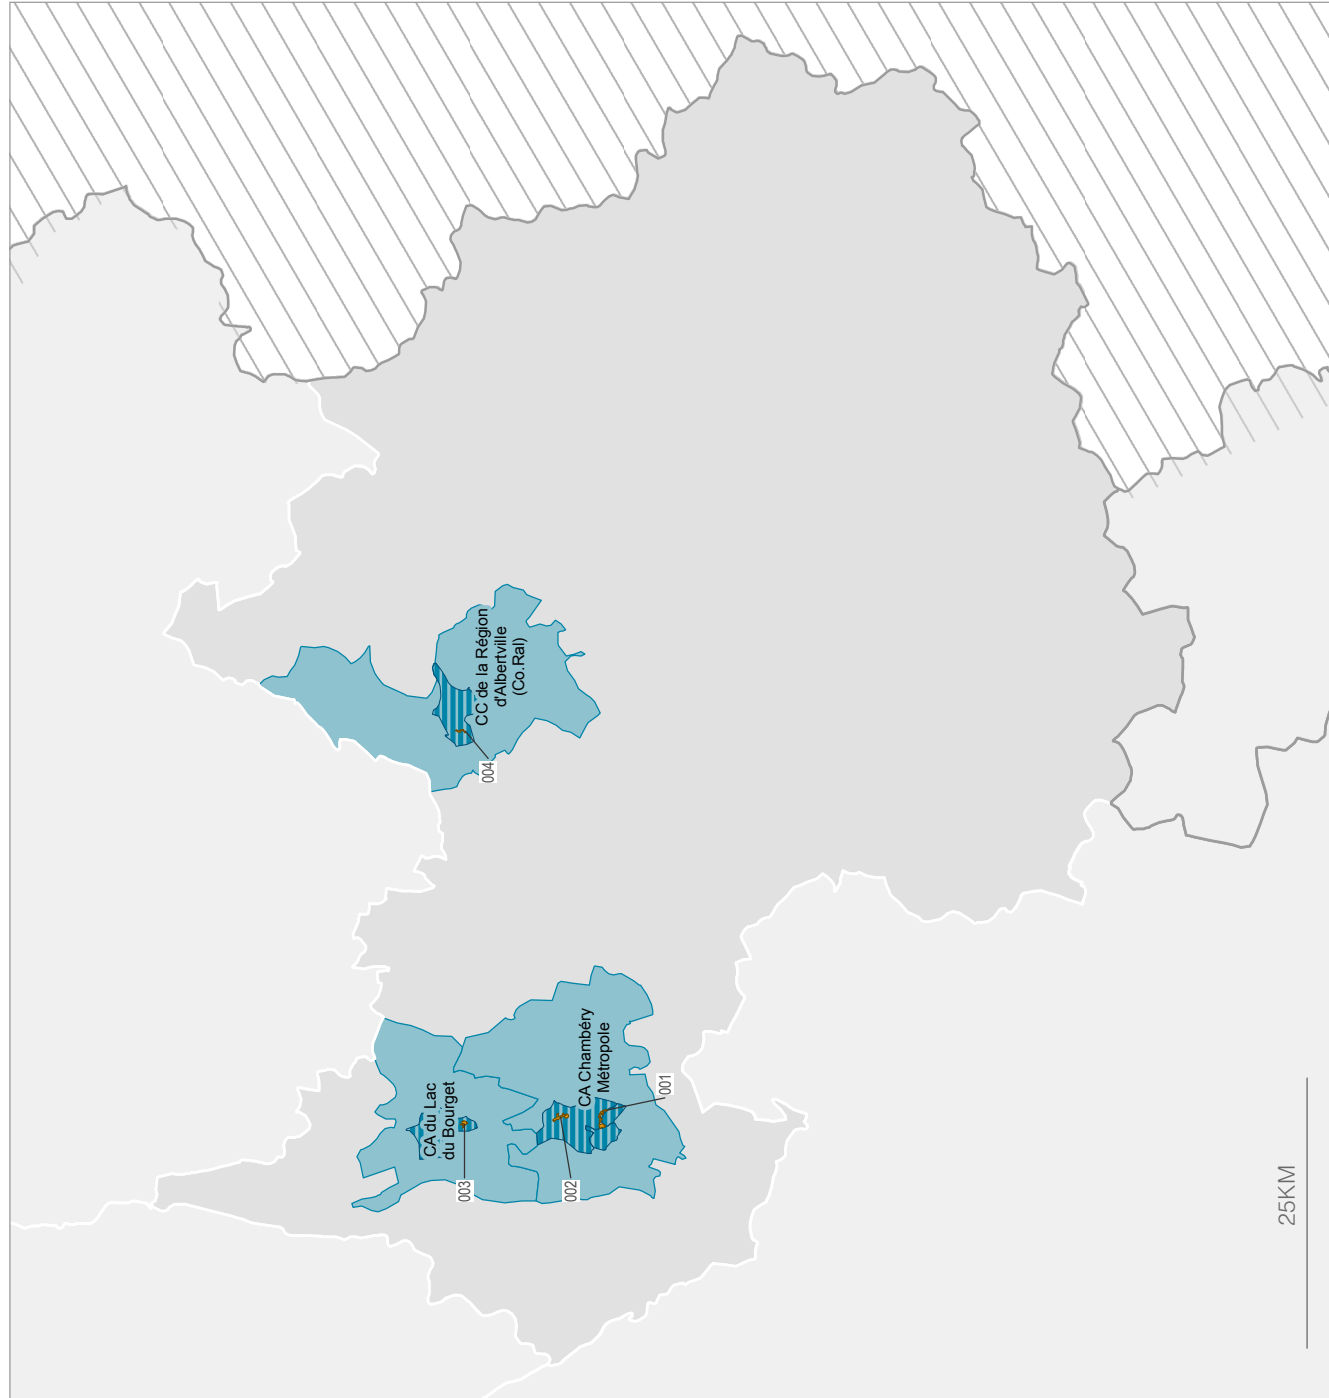 CC de la Région
d'Albertville
(Co.Ral)
004
CA du Lac
du Bourget
003
CA Chambéry
Métropole
001
002
25KM